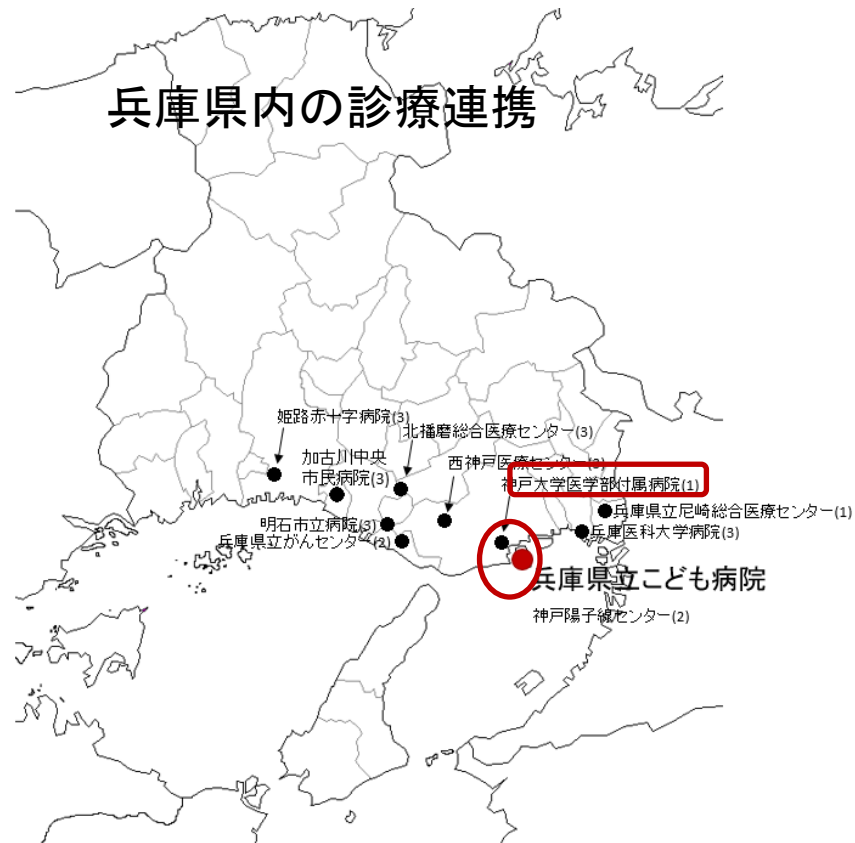 兵庫県内の診療連携
姫路赤十字病院(3)
北播磨総合医療センター(3)
加古川中央
市民病院(3)
西神戸医療センター(3)
神戸大学医学部付属病院(1)
兵庫県立尼崎総合医療センター(1)
明石市立病院(3)
兵庫医科大学病院(3)
兵庫県立がんセンター(2)
兵庫県立こども病院
神戸陽子線センター(2)